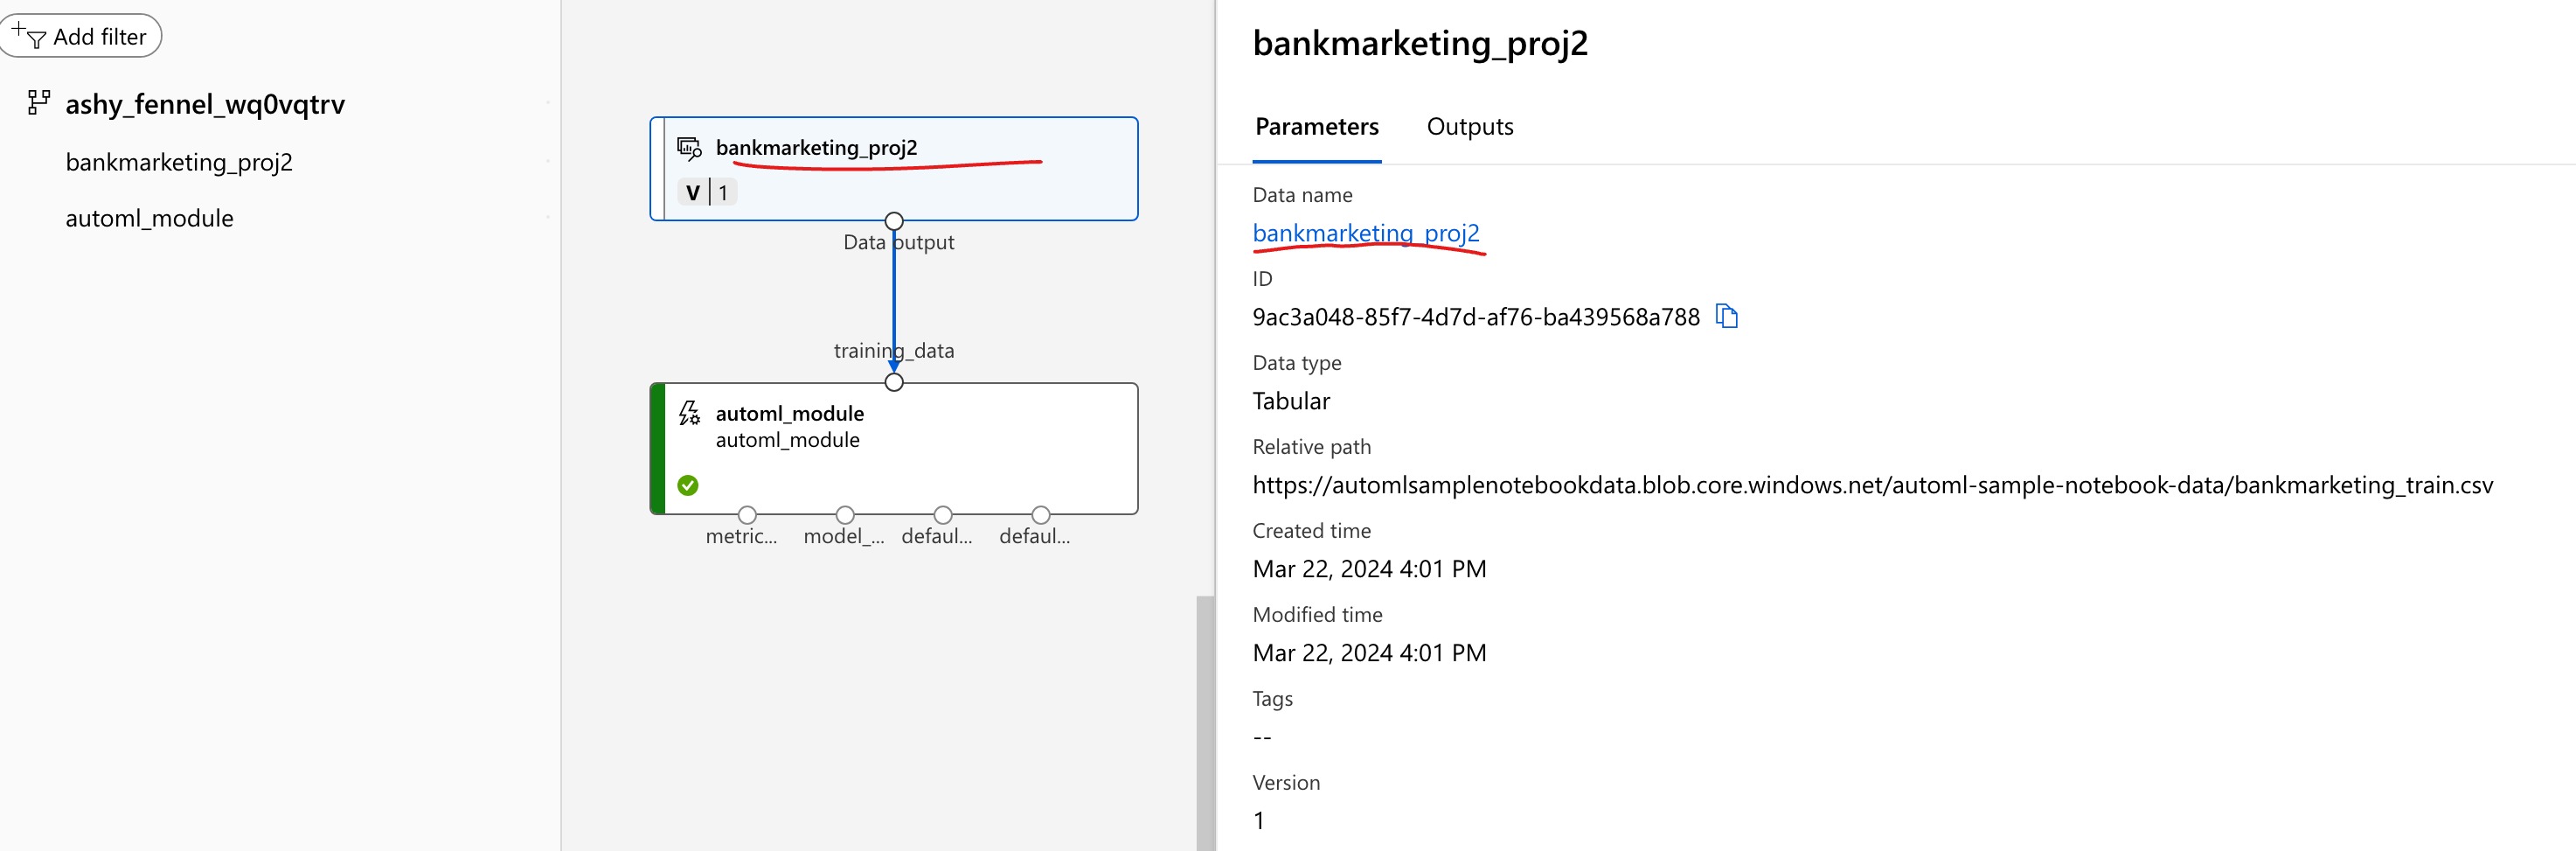 Add filter
ashy_fennel_wq0vqtrv
bankmarketing_proj2
automl_module
bankmarketing_proj2
V | 1
Data output
training_data
automl_module
automl_module
metric...
model_...
defaul...
defaul...
bankmarketing_proj2
Parameters
Outputs
Data name
bankmarketing_proj2
ID
9ac3a048-85f7-4d7d-af76-ba439568a788
Data type
Tabular
Relative path
https://automlsamplenotebookdata.blob.core.windows.net/automl-sample-notebook-data/bankmarketing_train.csv
Created time
Mar 22, 2024 4:01 PM
Modified time
Mar 22, 2024 4:01 PM
Tags
--
Version
1